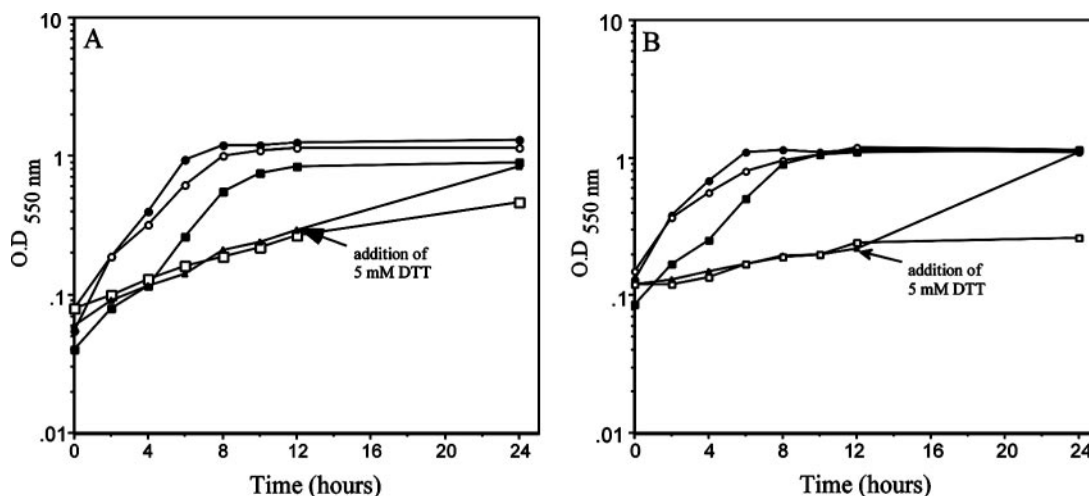 A
10
1
.1
.01
O.D 550 nm
addition of
5 mM DTT
0 4 8 12 16 20 24
Time (hours)
B
10
1
.1
.01
O.D 550 nm
addition of
5 mM DTT
0 4 8 12 16 20 24
Time (hours)